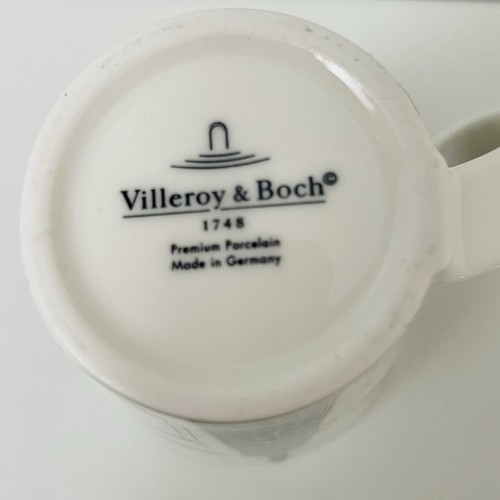 Villeroy & Boch©
1748
Premium Porcelain
Made in Germany